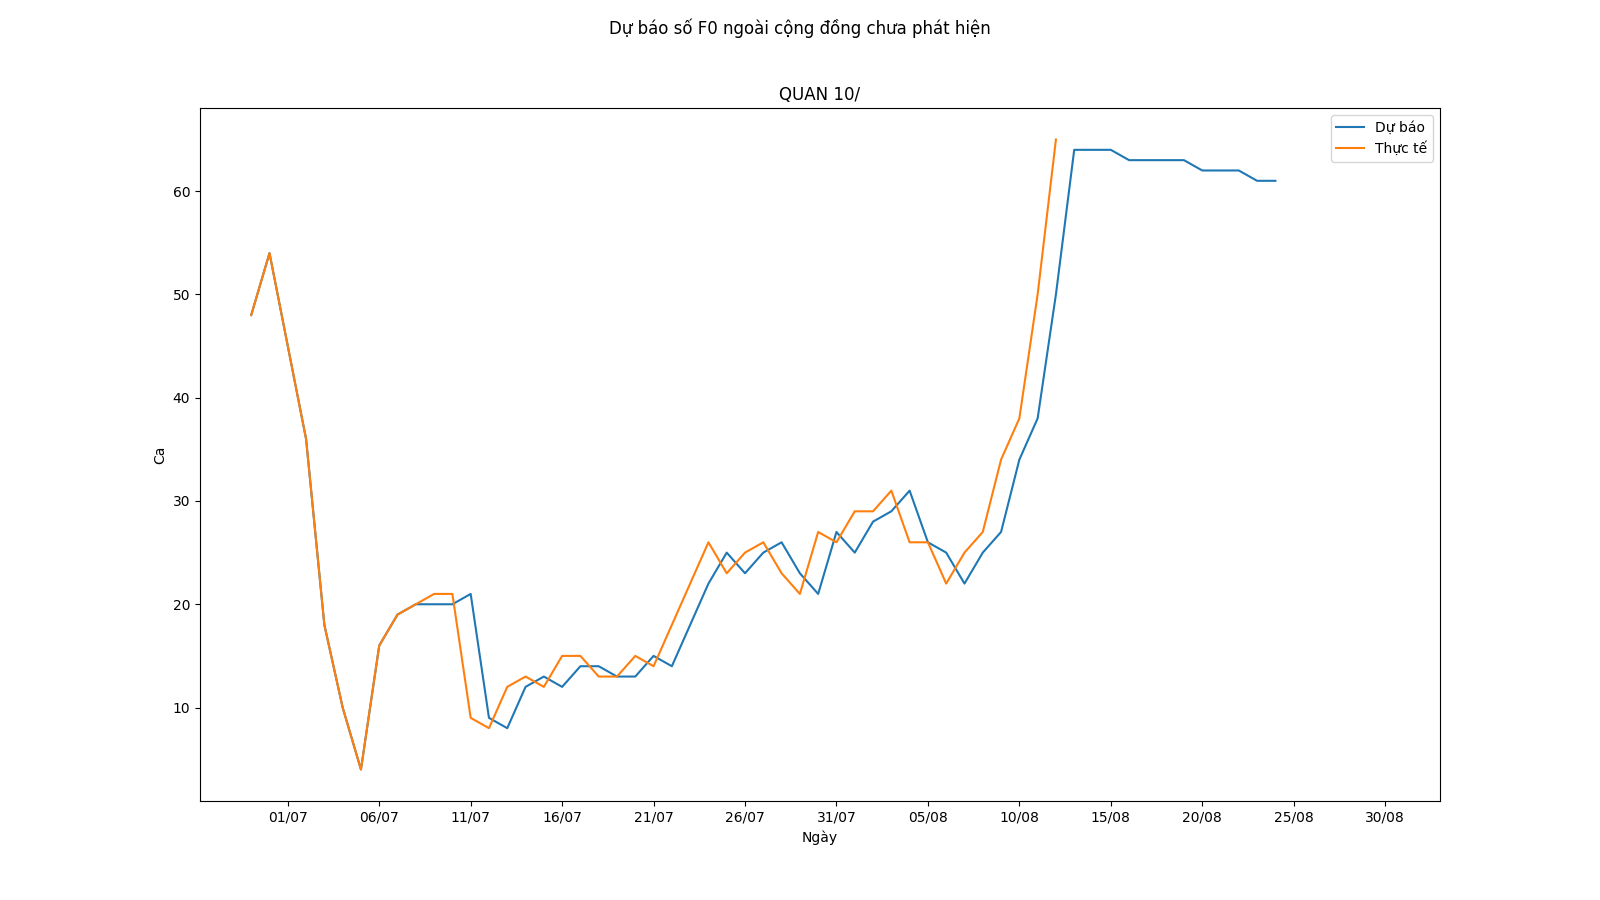 Dự báo số F0 ngoài cộng đồng chưa phát hiện
QUAN 10/
Dự báo
Thực tế
60
50
40
30
20
10
Ca
01/07 06/07 11/07 16/07 21/07 26/07 31/07 05/08 10/08 15/08 20/08 25/08 30/08
Ngày